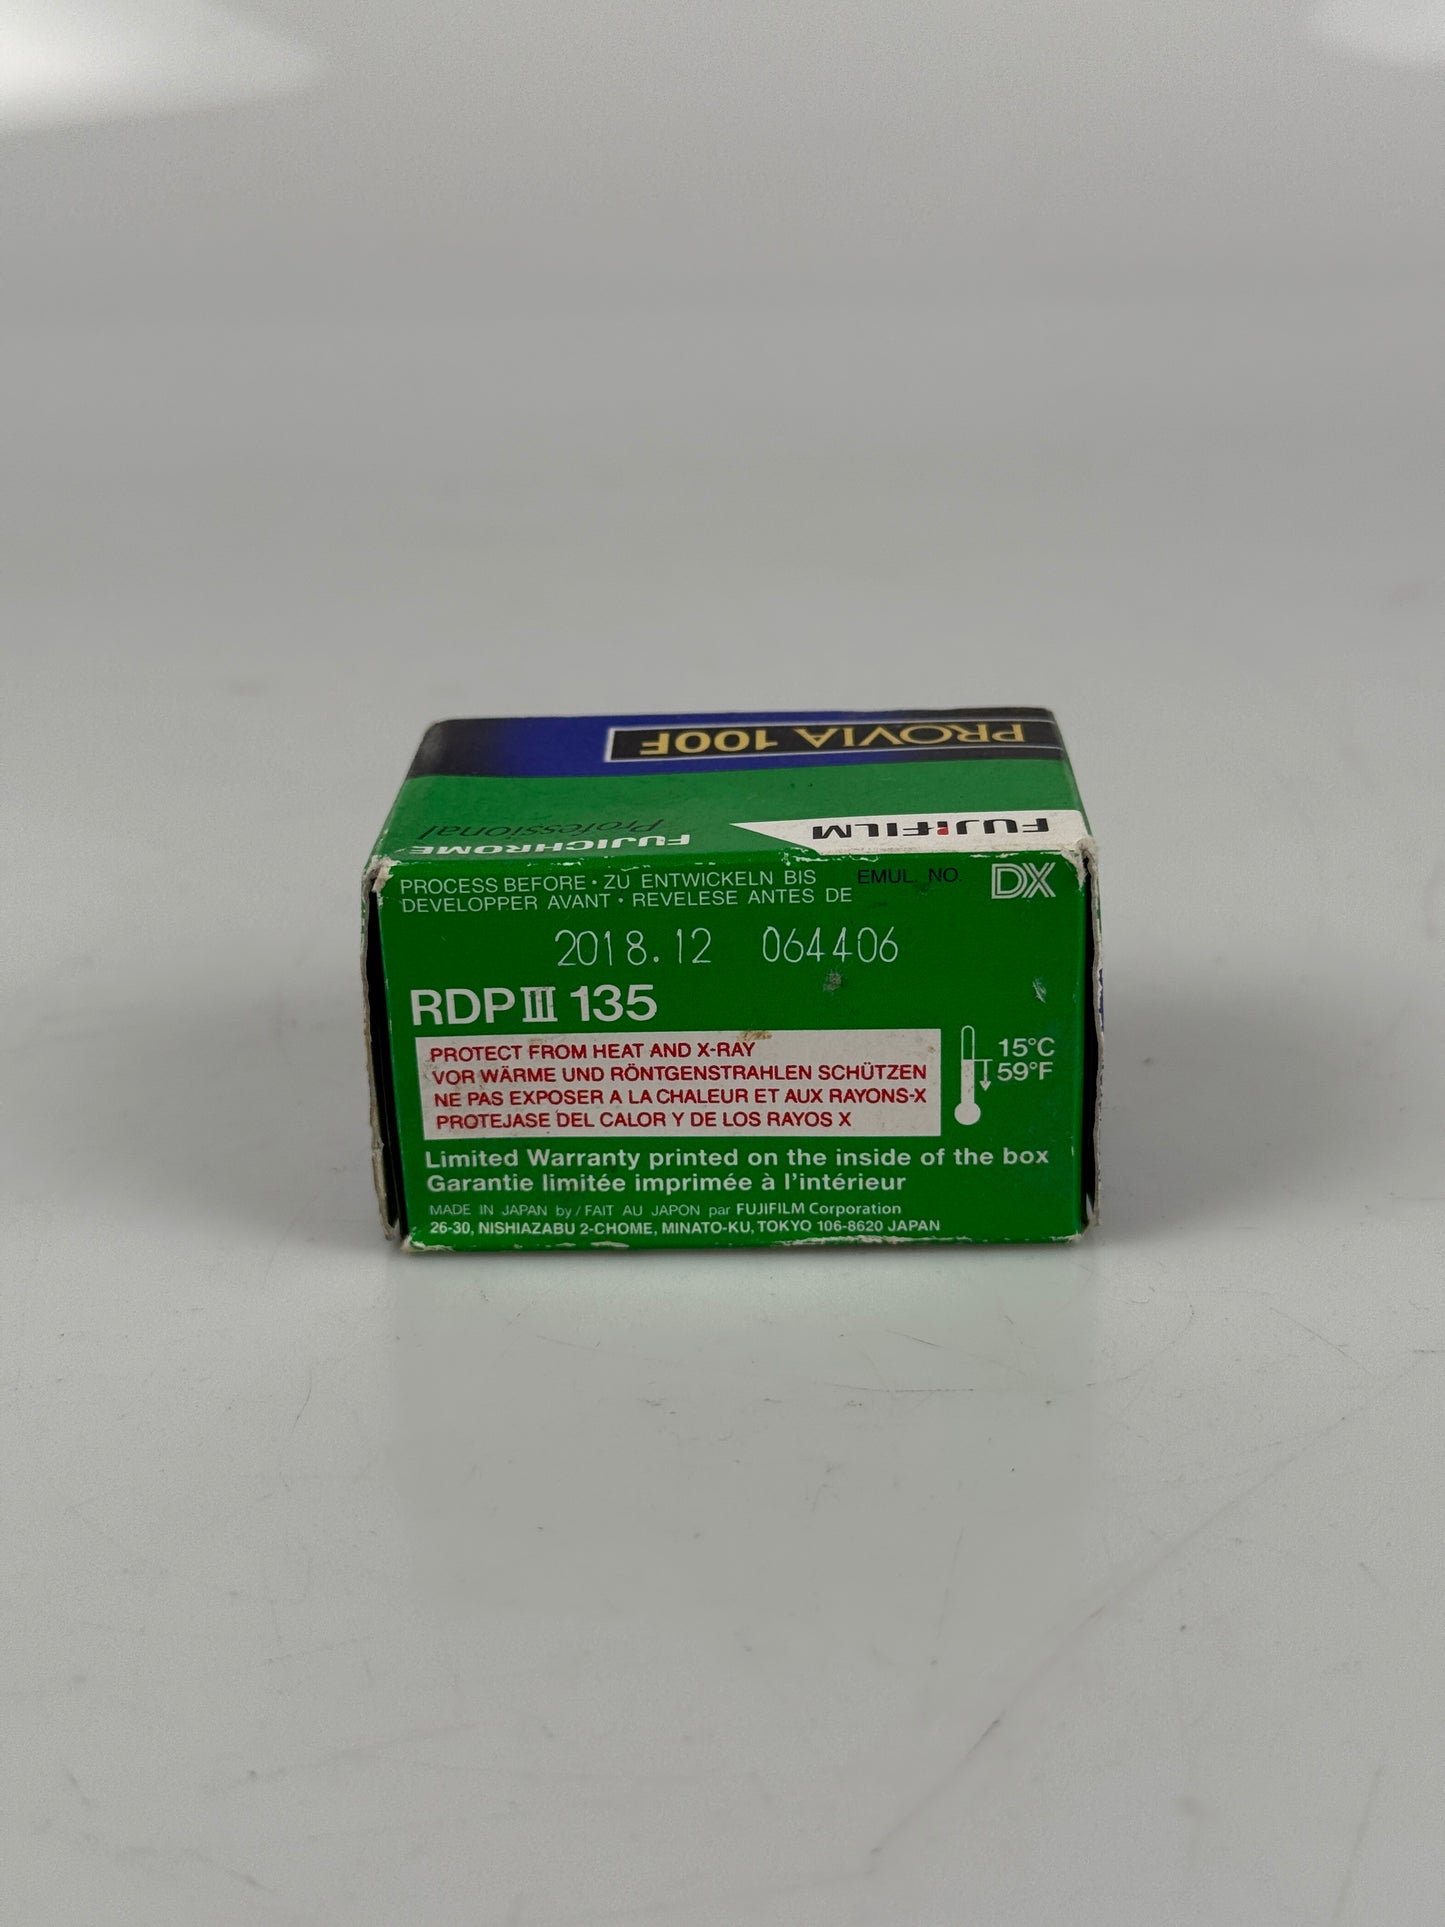 PROVIA 100F
FUJIFILM
FUJICHROME
Professional
PROCESS BEFORE • ZU ENTWICKELN BIS EMUL. NO. DX
DEVELOPPER AVANT • REVELESE ANTES DE
2018.12 064406
RDPIII 135
PROTECT FROM HEAT AND X-RAY
VOR WÄRME UND RÖNTGENSTRAHLEN SCHÜTZEN
NE PAS EXPOSER A LA CHALEUR ET AUX RAYONS-X
PROTEJASE DEL CALOR Y DE LOS RAYOS X
15°C
59°F
Limited Warranty printed on the inside of the box
Garantie limitée imprimée à l'intérieur
MADE IN JAPAN by / FAIT AU JAPON par FUJIFILM Corporation
26-30, NISHIAZABU 2-CHOME, MINATO-KU, TOKYO 106-8620 JAPAN